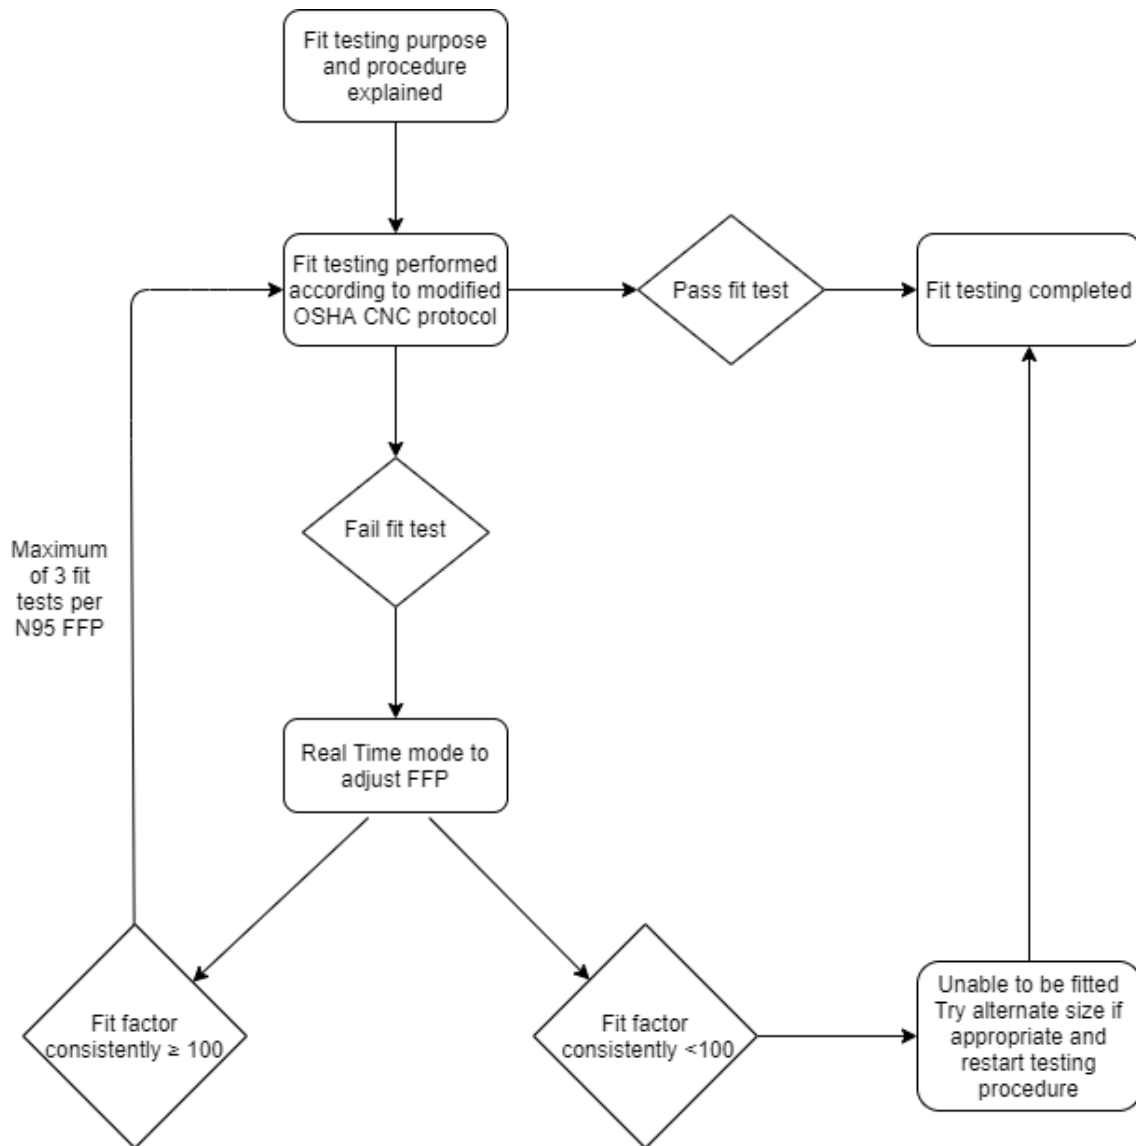 Fit testing purpose
and procedure
explained
Fit testing performed
according to modified
OSHA CNC protocol
Pass fit test
Fit testing completed
Fail fit test
Maximum
of 3 fit
tests per
N95 FFP
Real Time mode to
adjust FFP
Fit factor
consistently ≥ 100
Fit factor
consistently <100
Unable to be fitted
Try alternate size if
appropriate and
restart testing
procedure